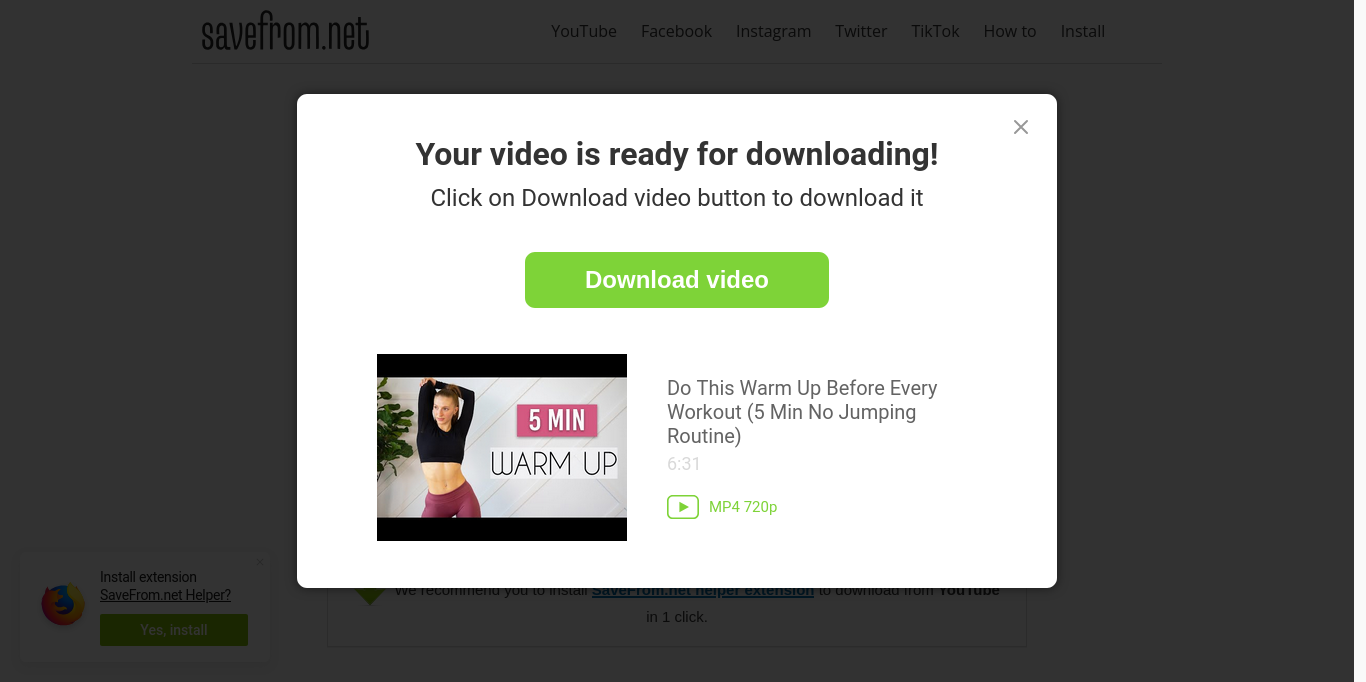 savefrom.net
YouTube Facebook Instagram Twitter TikTok How to Install
Your video is ready for downloading!
Click on Download video button to download it
Download video
5 MIN
WARM UP
Do This Warm Up Before Every
Workout (5 Min No Jumping
Routine)
6:31
MP4 720p
Install extension
SaveFrom.net Helper?
Yes, install
We recommend you to install SaveFrom.net helper extension to download from YouTube
in 1 click.